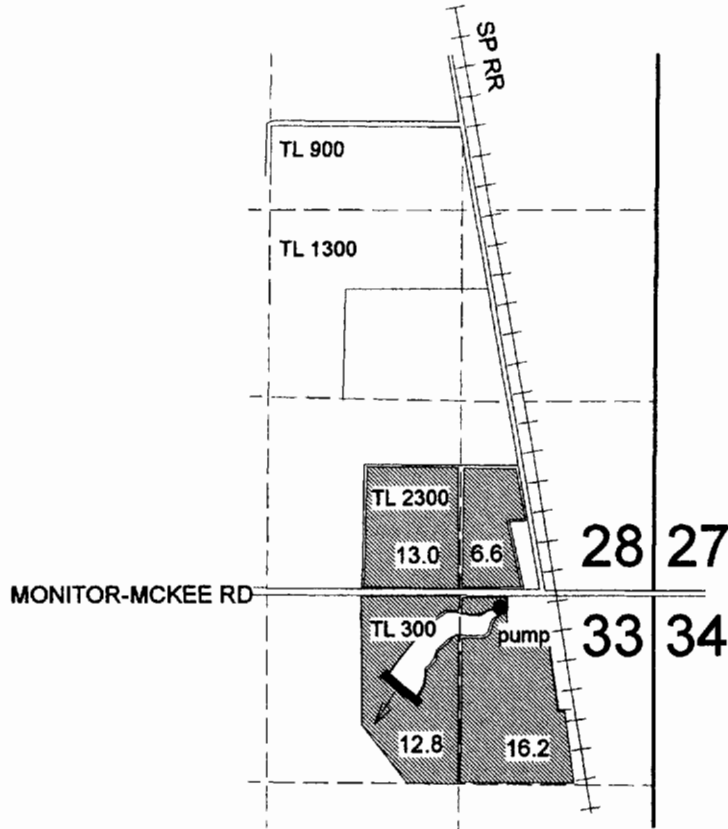 SP RR
TL 900
TL 1300
TL 2300
13.0
6.6
28
27
MONITOR-MCKEE RD
TL 300
pump
33
34
12.8
16.2